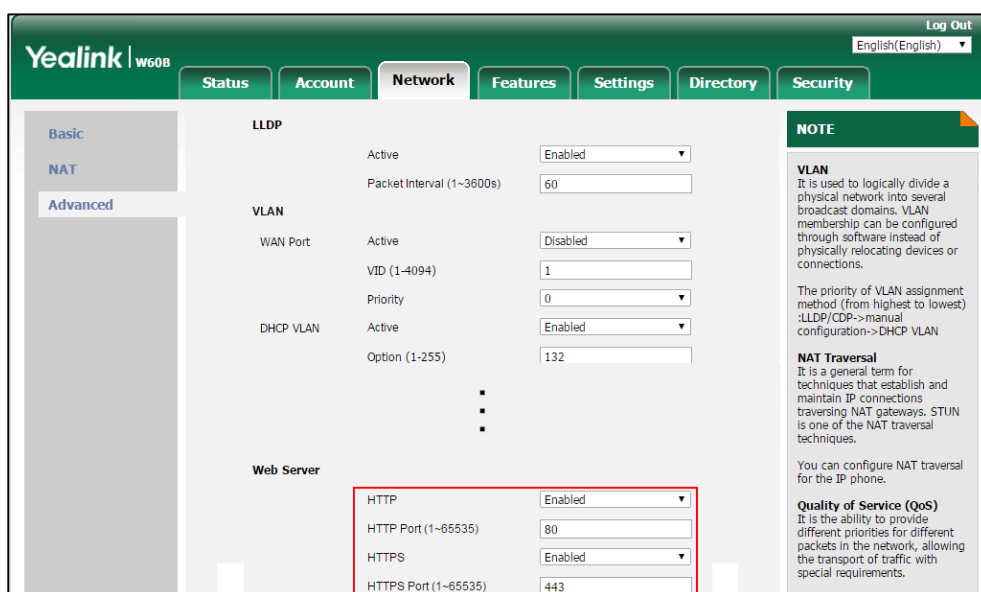 Log Out
Yealink | W60B
English(English)
Status Account Network Features Settings Directory Security
Basic
NAT
Advanced
LLDP
Active Enabled
Packet Interval (1~3600s) 60
VLAN
WAN Port Active Disabled
VID (1-4094) 1
Priority 0
DHCP VLAN Active Enabled
Option (1-255) 132
Web Server
HTTP Enabled
HTTP Port (1~65535) 80
HTTPS Enabled
HTTPS Port (1~65535) 443
NOTE
VLAN
It is used to logically divide a
physical network into several
broadcast domains. VLAN
membership can be configured
through software instead of
physically relocating devices or
connections.
The priority of VLAN assignment
method (from highest to lowest)
:LLDP/CDP->manual
configuration->DHCP VLAN
NAT Traversal
It is a general term for
techniques that establish and
maintain IP connections
traversing NAT gateways. STUN
is one of the NAT traversal
techniques.
You can configure NAT traversal
for the IP phone.
Quality of Service (QoS)
It is the ability to provide
different priorities for different
packets in the network, allowing
the transport of traffic with
special requirements.